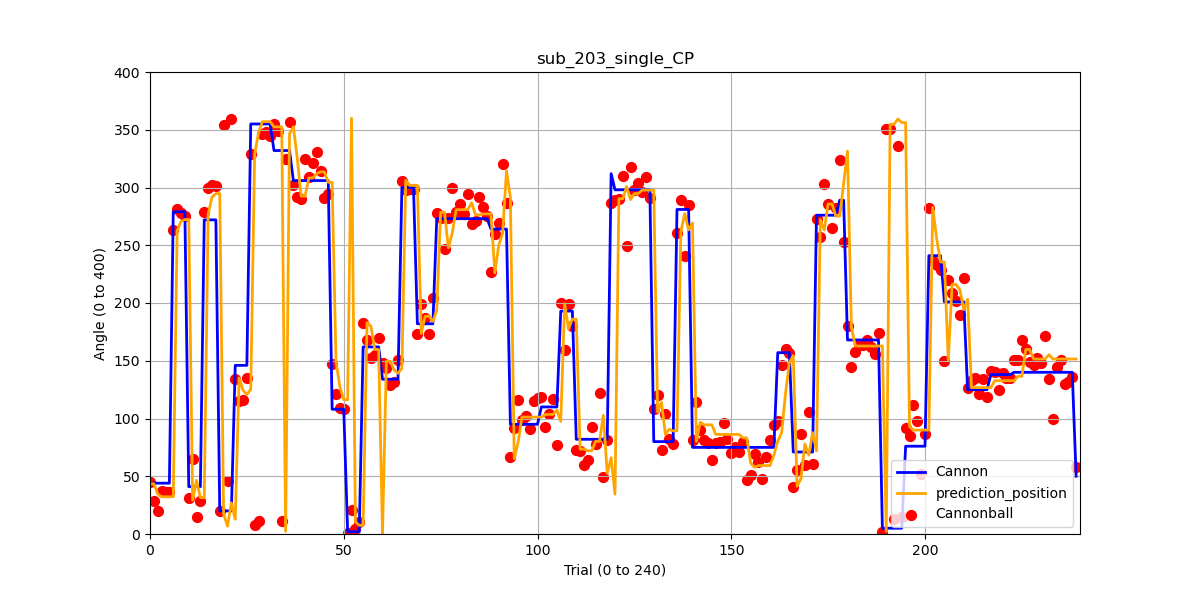 sub_203_single_CP
Angle (0 to 400)
400
350
300
250
200
150
100
50
0
0 50 100 150 200
Trial (0 to 240)
Cannon
prediction_position
Cannonball